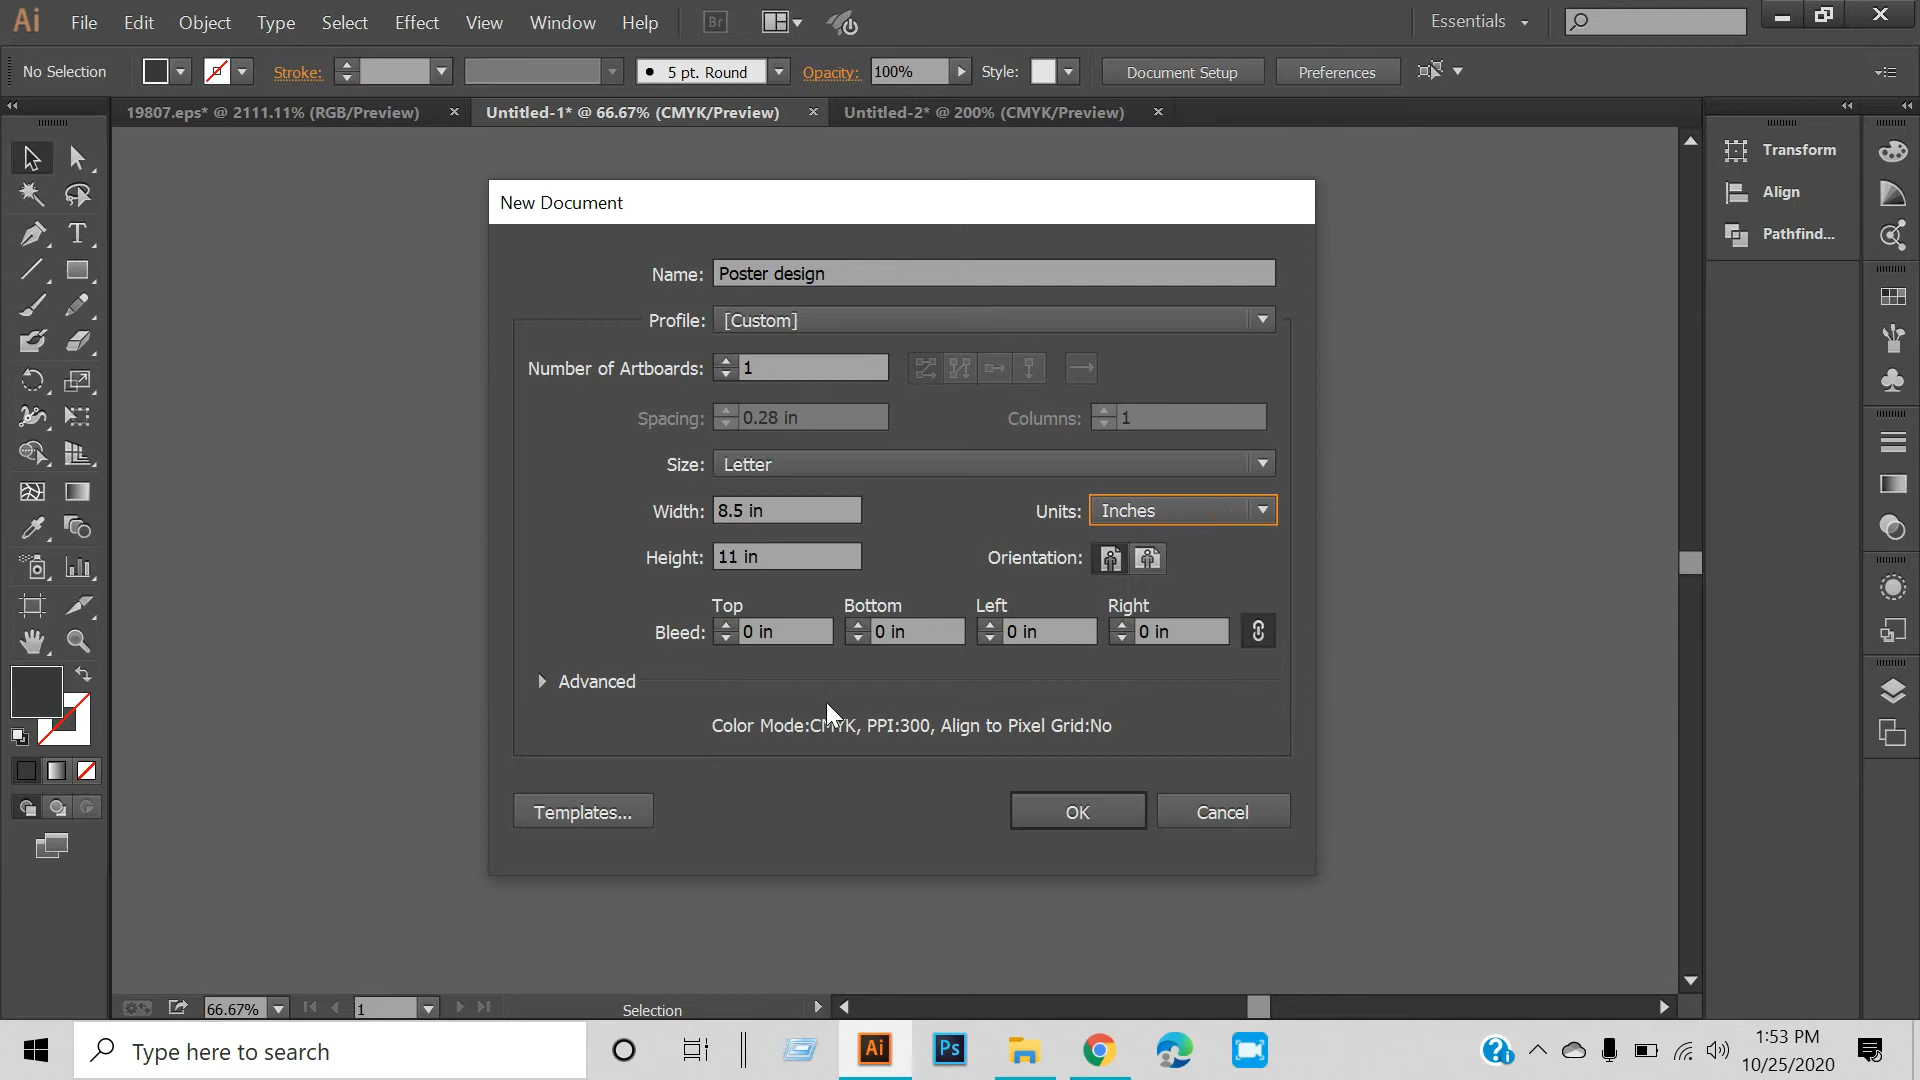 Ai File Edit Object Type Select Effect View Window Help Br Essentials
No Selection Stroke: 5 pt. Round Opacity: 100% Style: Document Setup Preferences
19807.eps* @ 2111.11% (RGB/Preview) Untitled-1* @ 66.67% (CMYK/Preview) Untitled-2* @ 200% (CMYK/Preview)
Transform
Align
Pathfind...
New Document
Name: Poster design
Profile: [Custom]
Number of Artboards: 1
Spacing: 0.28 in Columns: 1
Size: Letter
Width: 8.5 in Units: Inches
Height: 11 in Orientation:
Top Bottom Left Right
Bleed: 0 in 0 in 0 in 0 in
Advanced
Color Mode:CMYK, PPI:300, Align to Pixel Grid:No
Templates... OK Cancel
66.67% 1 Selection
Type here to search Ai Ps 1:53 PM
10/25/2020